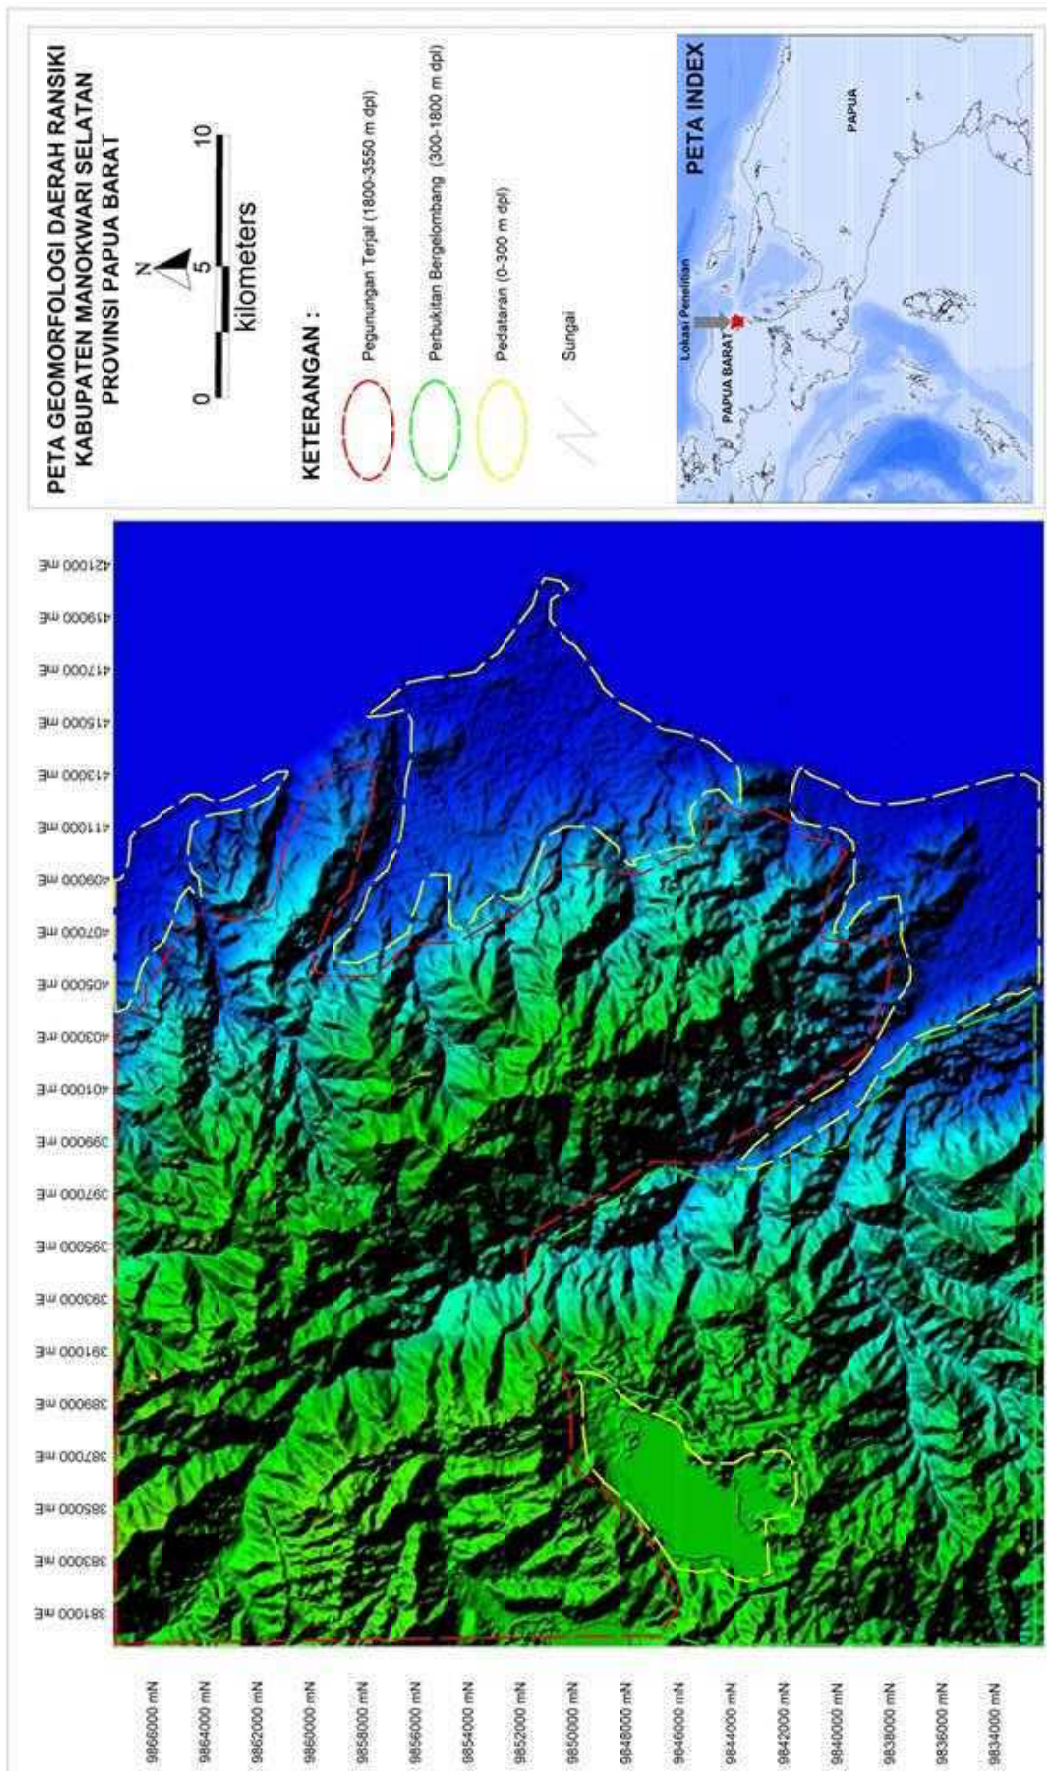 PETA GEOMORFOLOGI DAERAH RANSIKI
KABUPATEN MANOKWARI SELATAN
PROVINSI PAPUA BARAT
N
0 5 10
kilometers
KETERANGAN :
Pegunungan Terjal (1800-3550 m dpl)
Perbukitan Bergelombang (300-1800 m dpl)
Pedataran (0-300 m dpl)
Sungai
PETA INDEX
Lokasi Penelitian
PAPUA BARAT
PAPUA
381000 mE
383000 mE
385000 mE
387000 mE
389000 mE
391000 mE
393000 mE
395000 mE
397000 mE
399000 mE
401000 mE
403000 mE
405000 mE
407000 mE
409000 mE
411000 mE
413000 mE
415000 mE
417000 mE
419000 mE
421000 mE
9866000 mN
9864000 mN
9862000 mN
9860000 mN
9858000 mN
9856000 mN
9854000 mN
9852000 mN
9850000 mN
9848000 mN
9846000 mN
9844000 mN
9842000 mN
9840000 mN
9838000 mN
9836000 mN
9834000 mN